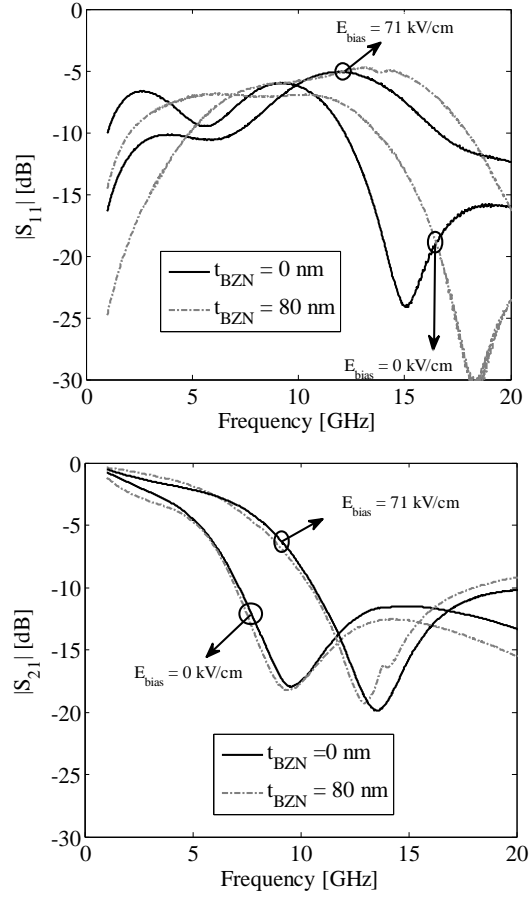 E_bias = 71 kV/cm
0
-5
-10
-15
-20
-25
-30
|S_11| [dB]
t_BZN = 0 nm
t_BZN = 80 nm
E_bias = 0 kV/cm
0 5 10 15 20
Frequency [GHz]
0
-5
-10
-15
-20
-25
-30
|S_21| [dB]
E_bias = 71 kV/cm
E_bias = 0 kV/cm
t_BZN =0 nm
t_BZN = 80 nm
0 5 10 15 20
Frequency [GHz]